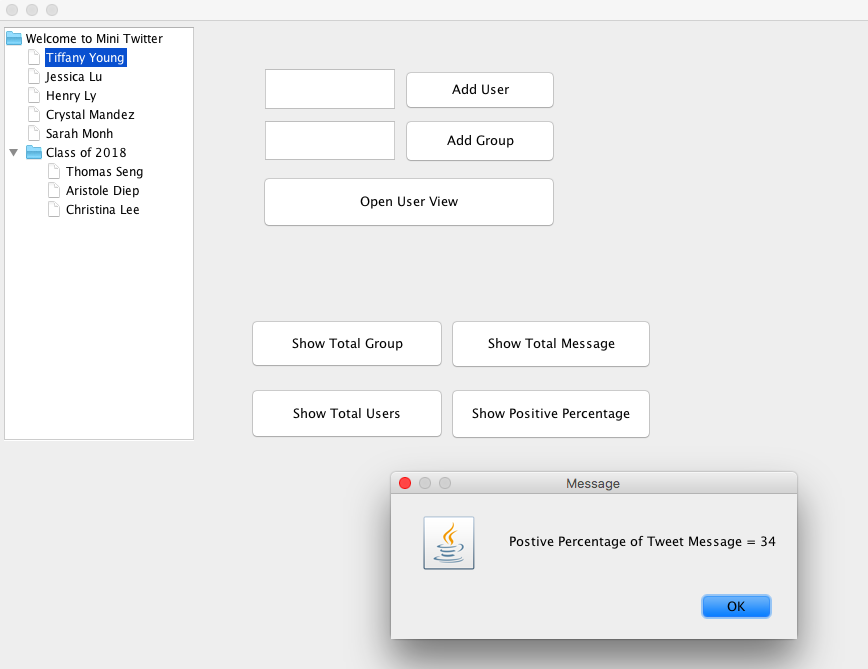 Welcome to Mini Twitter
Tiffany Young
Jessica Lu
Henry Ly
Crystal Mandez
Sarah Monh
Class of 2018
Thomas Seng
Aristole Diep
Christina Lee
Add User
Add Group
Open User View
Show Total Group
Show Total Message
Show Total Users
Show Positive Percentage
Message
Postive Percentage of Tweet Message = 34
OK